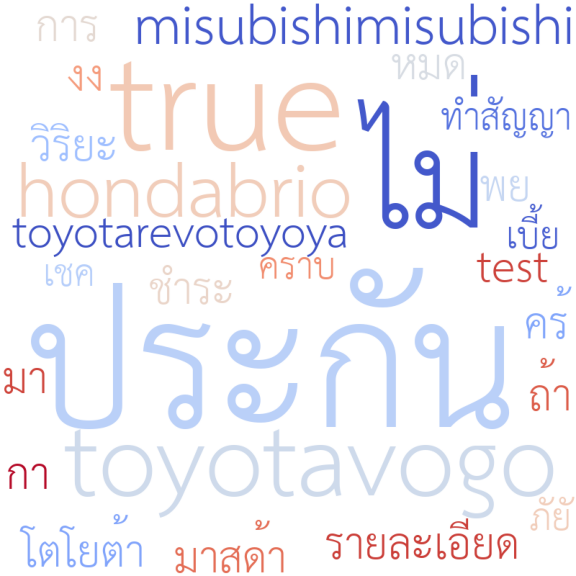 การ misubishimisubishi
หมด
งง true
ไม่ ทำสัญญา
วิริยะ
hondabrio พย
toyotarevotoyoya เบี้ย
เชค ชำระ คราบ test
ประกัน คร้
มา ถ้า
toyotavogo
กา
ภัยั
โตโยต้า มาสด้า รายละเอียด